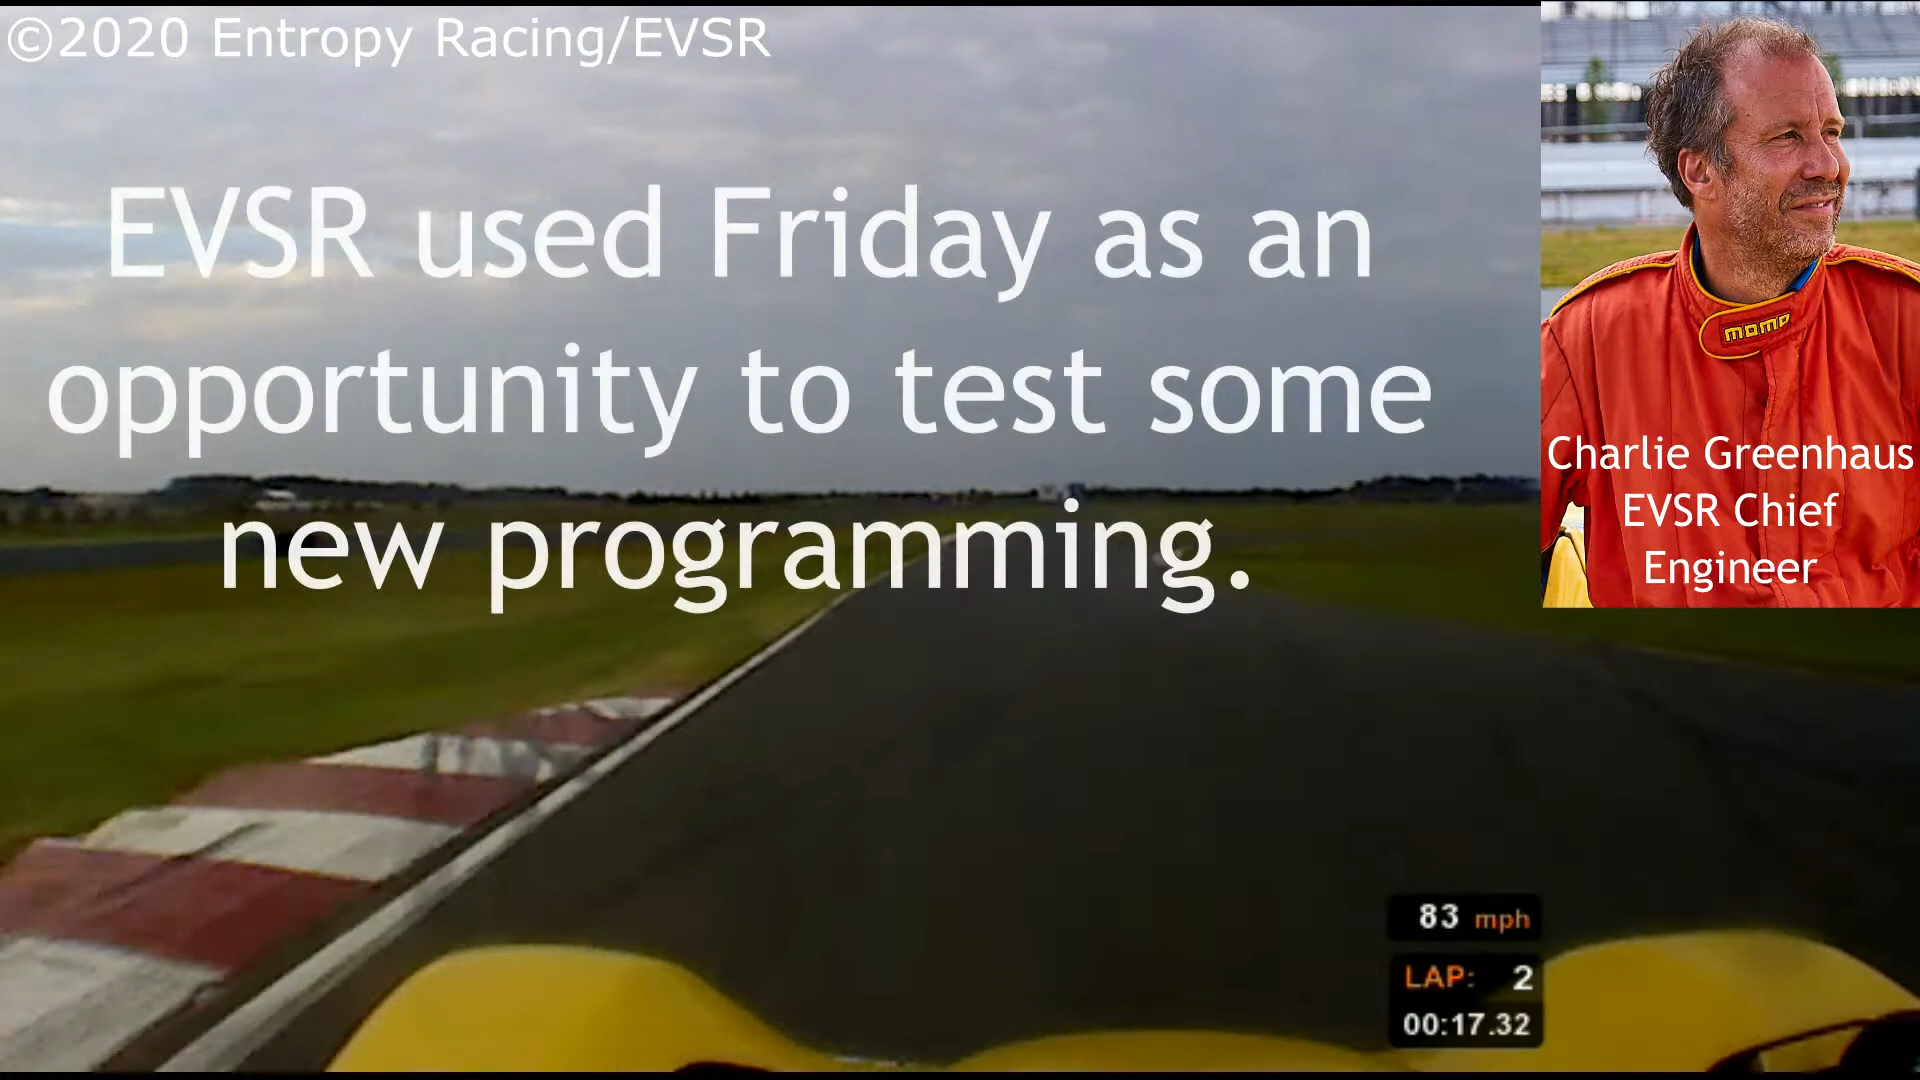 ©2020 Entropy Racing/EVSR
EVSR used Friday as an
opportunity to test some
new programming.
momo
Charlie Greenhaus
EVSR Chief
Engineer
83 mph
LAP: 2
00:17.32